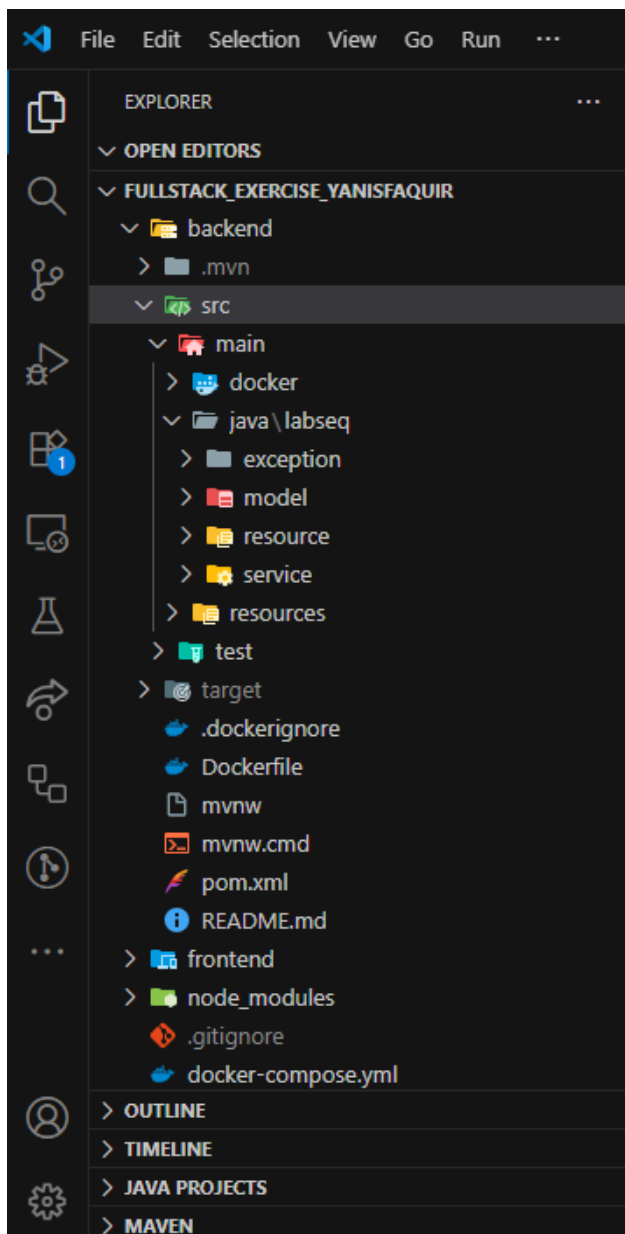 File Edit Selection View Go Run ···
EXPLORER ···
OPEN EDITORS
FULLSTACK_EXERCISE_YANISFAQUIR
backend
.mvn
src
main
docker
java\labseq
exception
model
resource
service
resources
test
target
.dockerignore
Dockerfile
mvnw
mvnw.cmd
pom.xml
README.md
frontend
node_modules
.gitignore
docker-compose.yml
OUTLINE
TIMELINE
JAVA PROJECTS
MAVEN
1